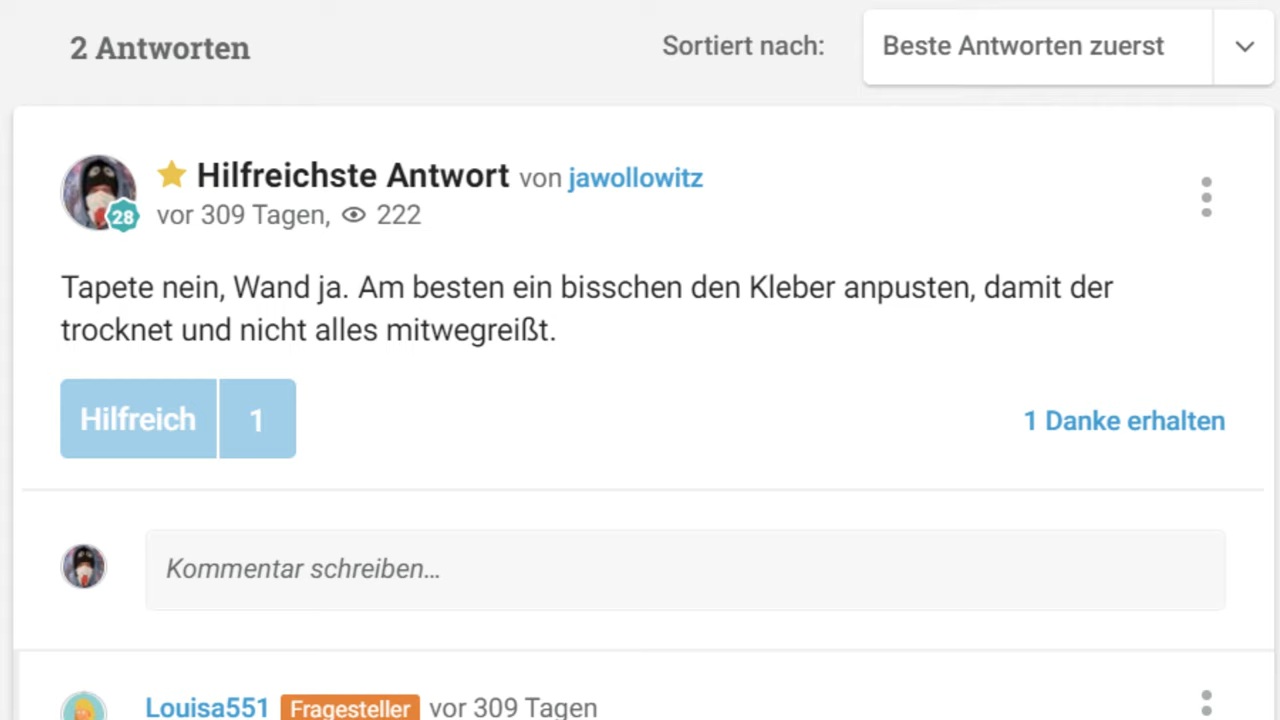 2 Antworten
Sortiert nach:
Beste Antworten zuerst
Hilfreichste Antwort von jawollowitz
28
vor 309 Tagen, 222
Tapete nein, Wand ja. Am besten ein bisschen den Kleber anpusten, damit der
trocknet und nicht alles mitwegreißt.
Hilfreich 1
1 Danke erhalten
Kommentar schreiben...
Louisa551 Fragesteller vor 309 Tagen